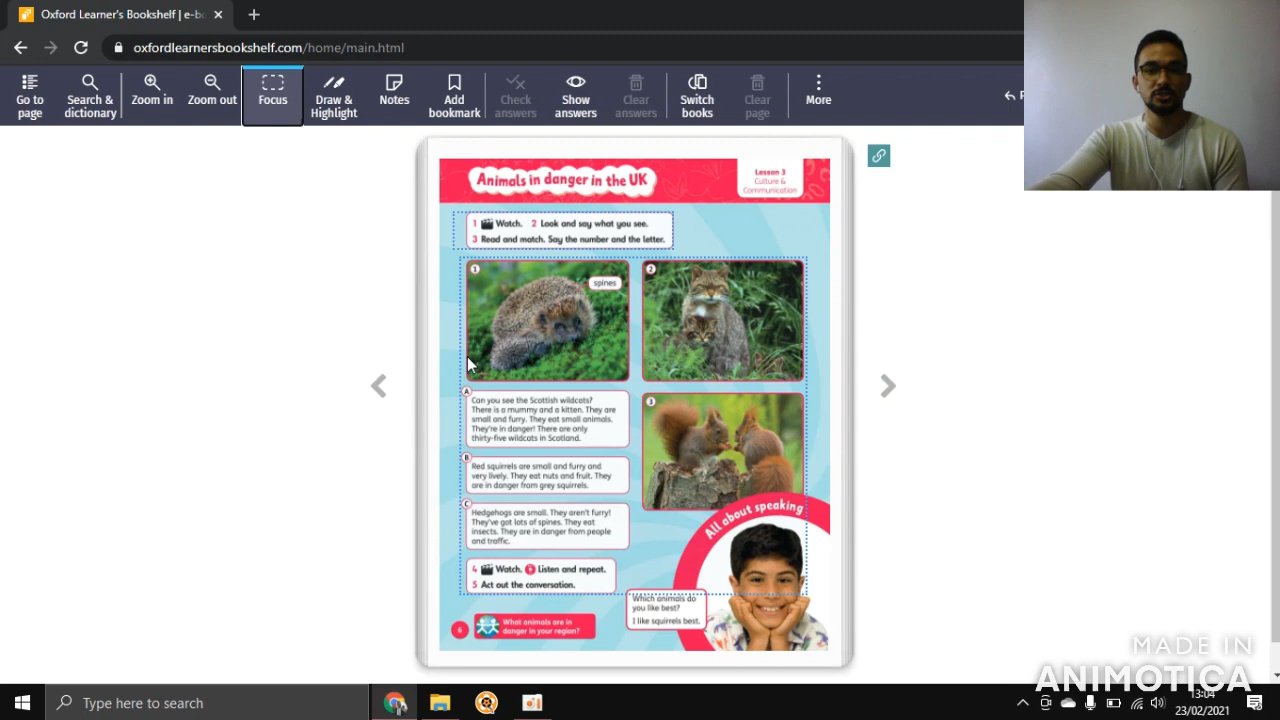 Oxford Learner's Bookshelf | e-bo
oxfordlearnersbookshelf.com/home/main.html
Go to page
Search & dictionary
Zoom in
Zoom out
Focus
Draw & Highlight
Notes
Add bookmark
Check answers
Show answers
Clear answers
Switch books
Clear page
More
Animals in danger in the UK
Lesson 3
Culture &
Communication
1 Watch. 2 Look and say what you see.
3 Read and match. Say the number and the letter.
1
spines
2
A
Can you see the Scottish wildcats?
There is a mummy and a kitten. They are
small and furry. They eat small animals.
They're in danger! There are only
thirty-five wildcats in Scotland.
3
B
Red squirrels are small and furry and
very lively. They eat nuts and fruit. They
are in danger from grey squirrels.
C
Hedgehogs are small. They aren't furry!
They've got lots of spines. They eat
insects. They are in danger from people
and traffic.
All about speaking
4 Watch. Listen and repeat.
5 Act out the conversation.
Which animals do
you like best?
I like squirrels best.
6
What animals are in
danger in your region?
MADE IN
ANIMOTICA
Type here to search
13:04
23/02/2021